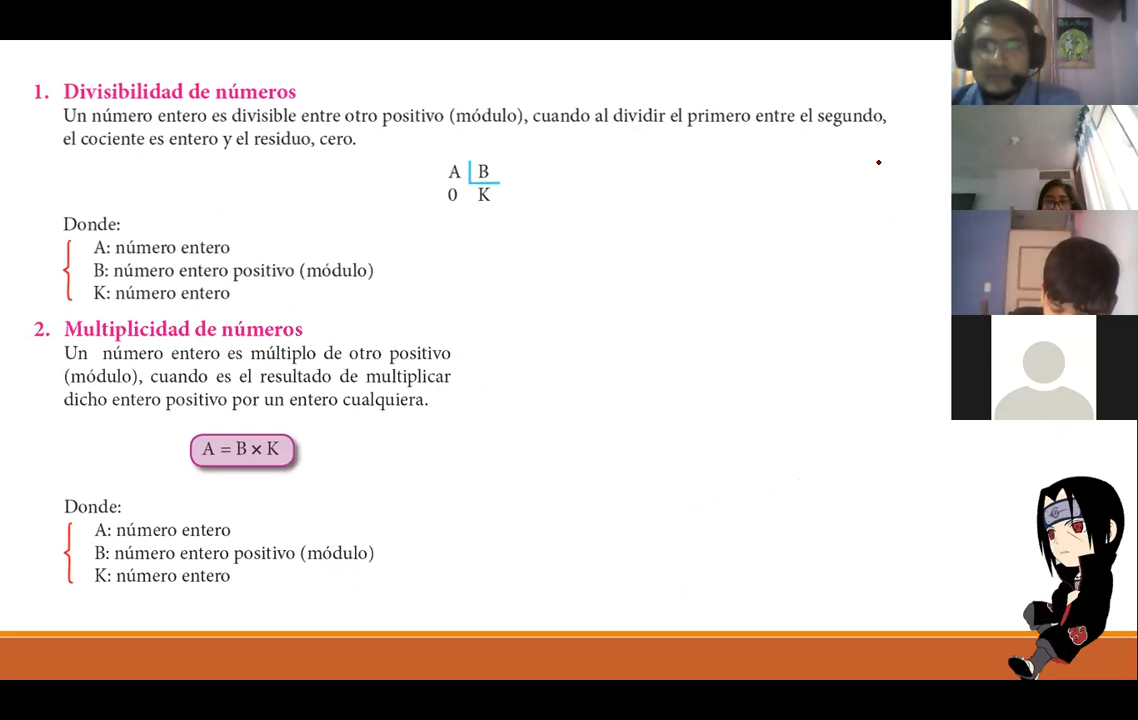 1. Divisibilidad de números
Un número entero es divisible entre otro positivo (módulo), cuando al dividir el primero entre el segundo,
el cociente es entero y el residuo, cero.
A B
0 K
Donde:
A: número entero
B: número entero positivo (módulo)
K: número entero
2. Multiplicidad de números
Un número entero es múltiplo de otro positivo
(módulo), cuando es el resultado de multiplicar
dicho entero positivo por un entero cualquiera.
A = B × K
Donde:
A: número entero
B: número entero positivo (módulo)
K: número entero